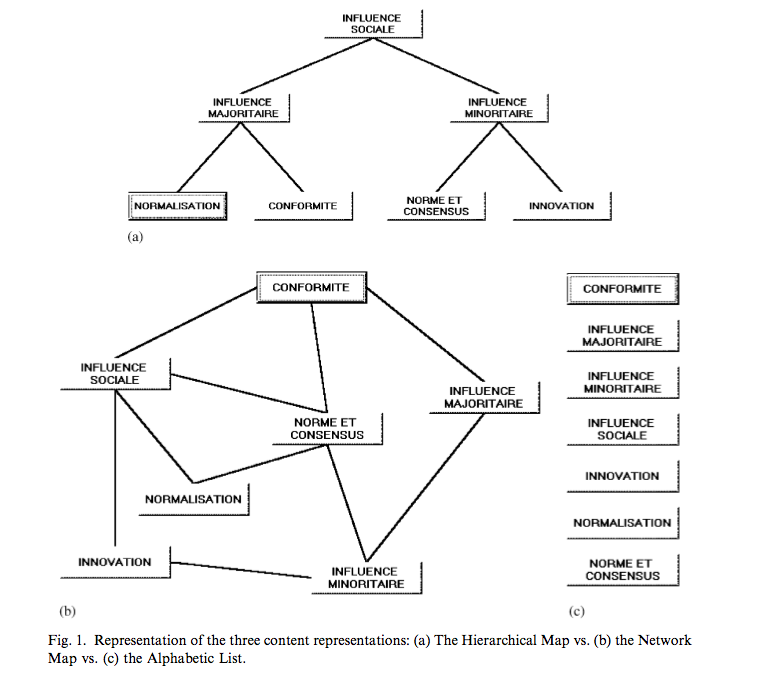 INFLUENCE
SOCIALE
INFLUENCE
MAJORITAIRE
INFLUENCE
MINORITAIRE
NORMALISATION
CONFORMITE
NORME ET
CONSENSUS
INNOVATION
(a)
CONFORMITE
INFLUENCE
SOCIALE
INFLUENCE
MAJORITAIRE
NORME ET
CONSENSUS
NORMALISATION
INNOVATION
INFLUENCE
MINORITAIRE
(b)
CONFORMITE
INFLUENCE
MAJORITAIRE
INFLUENCE
MINORITAIRE
INFLUENCE
SOCIALE
INNOVATION
NORMALISATION
NORME ET
CONSENSUS
(c)
Fig. 1. Representation of the three content representations: (a) The Hierarchical Map vs. (b) the Network
Map vs. (c) the Alphabetic List.